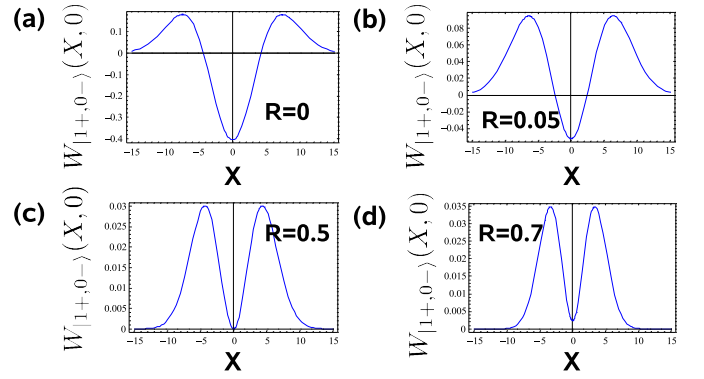 (a)
W|1+,0−⟩(X, 0)
0.1
0
-0.1
-0.2
-0.3
-0.4
R=0
-15 -10 -5 0 5 10 15
X
(b)
W|1+,0−⟩(X, 0)
0.08
0.06
0.04
0.02
0
-0.02
-0.04
R=0.05
-15 -10 -5 0 5 10 15
X
(c)
W|1+,0−⟩(X, 0)
0.03
0.025
0.02
0.015
0.01
0.005
0
R=0.5
-15 -10 -5 0 5 10 15
X
(d)
W|1+,0−⟩(X, 0)
0.035
0.03
0.025
0.02
0.015
0.01
0.005
0
R=0.7
-15 -10 -5 0 5 10 15
X